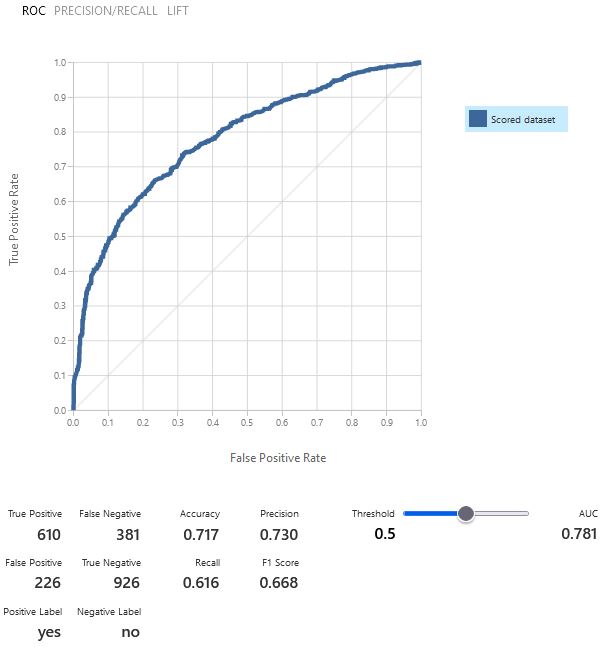 ROC PRECISION/RECALL LIFT
1.0
0.9
0.8
0.7
0.6
0.5
0.4
0.3
0.2
0.1
0.0
True Positive Rate
0.0 0.1 0.2 0.3 0.4 0.5 0.6 0.7 0.8 0.9 1.0
False Positive Rate
Scored dataset
True Positive False Negative Accuracy Precision Threshold AUC
610 381 0.717 0.730 0.5 0.781
False Positive True Negative Recall F1 Score
226 926 0.616 0.668
Positive Label Negative Label
yes no